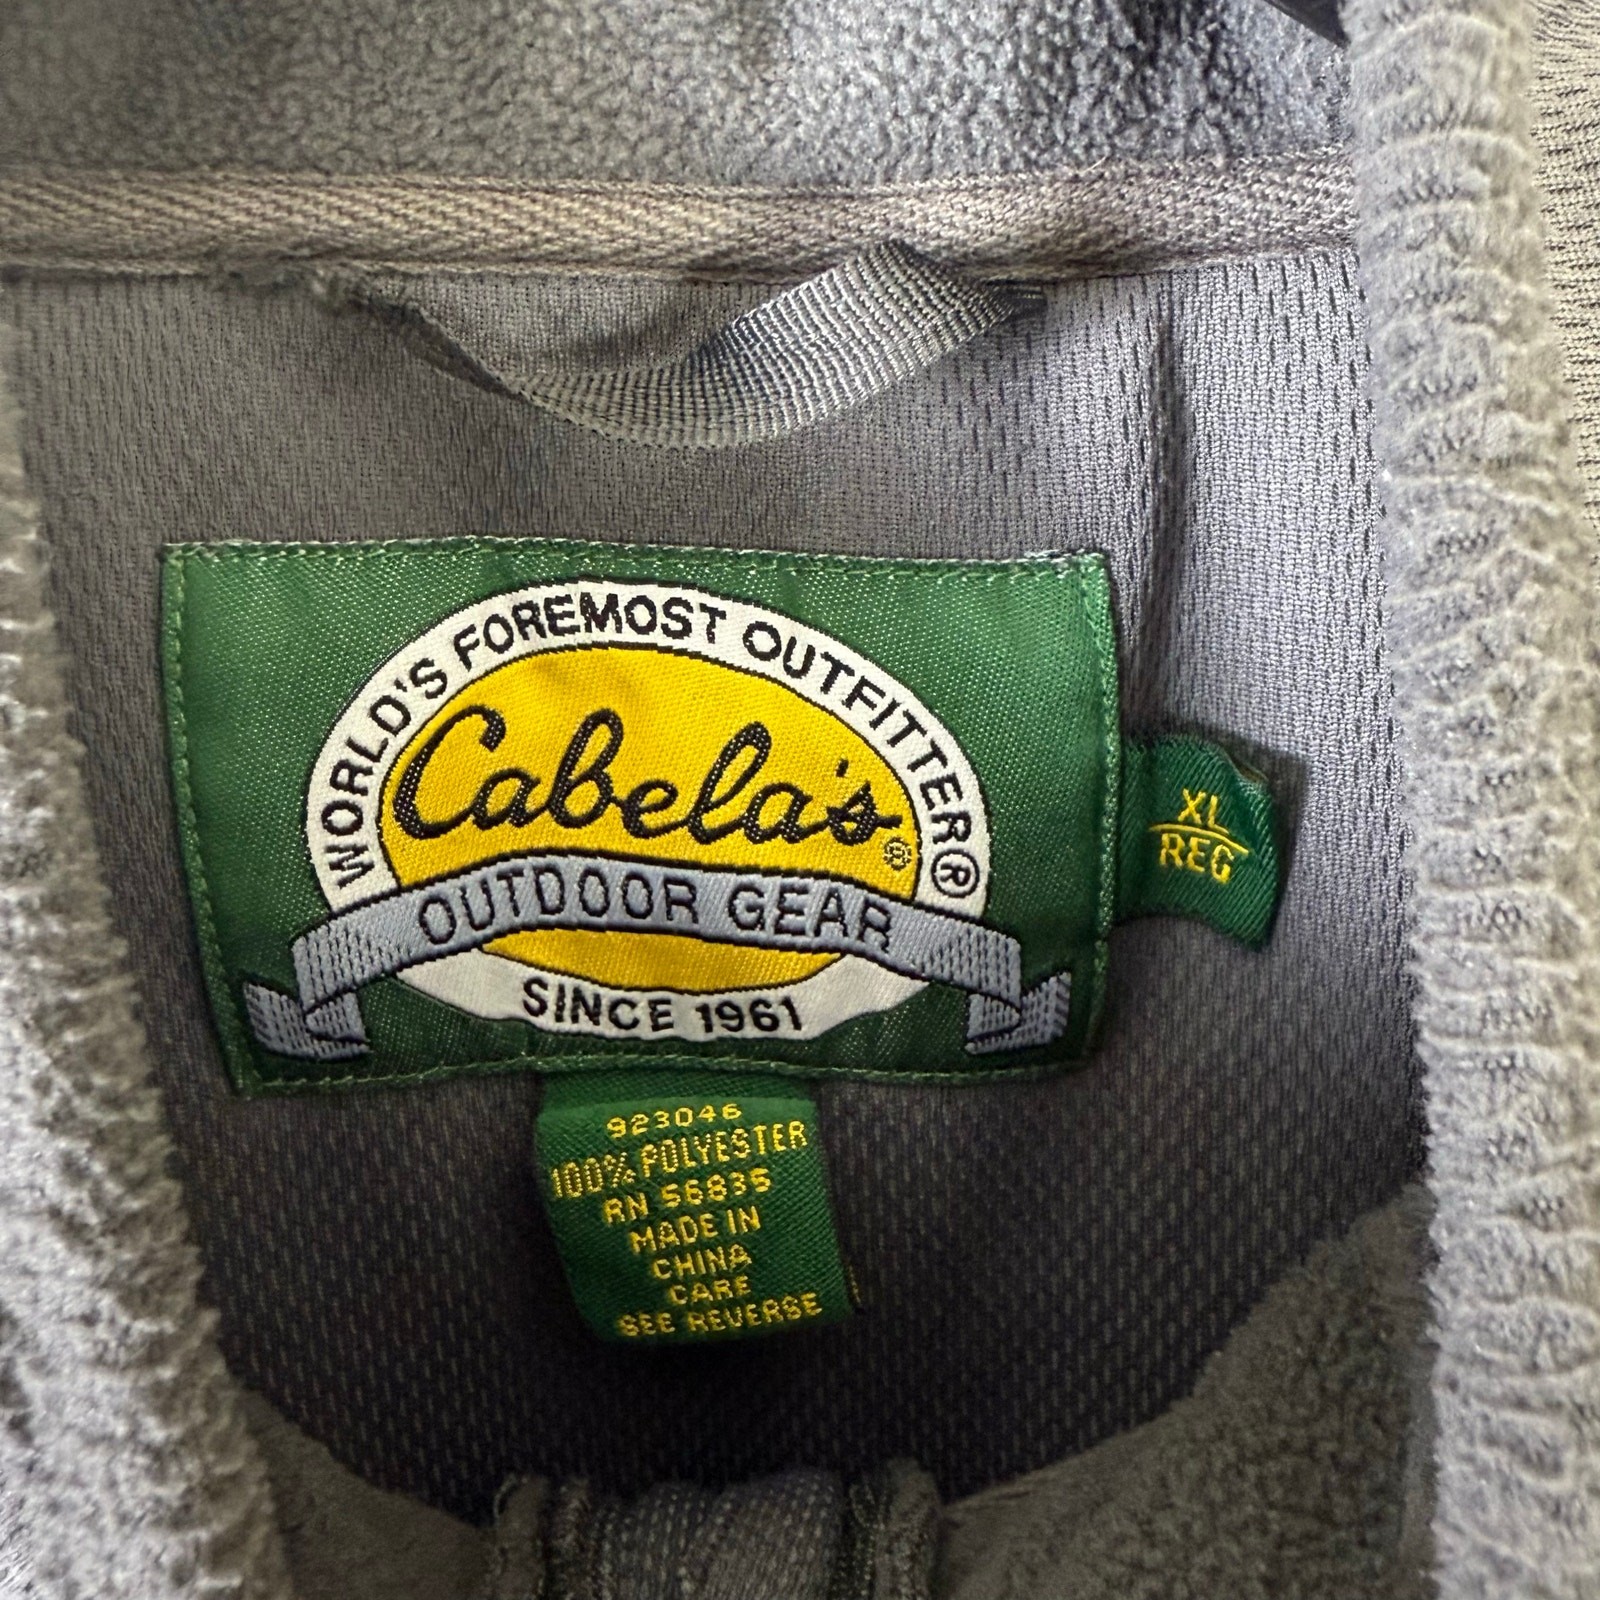 WORLD'S FOREMOST OUTFITTER®
Cabela's®
OUTDOOR GEAR
SINCE 1961
XL
REG
923046
100% POLYESTER
RN 56835
MADE IN
CHINA
CARE
SEE REVERSE